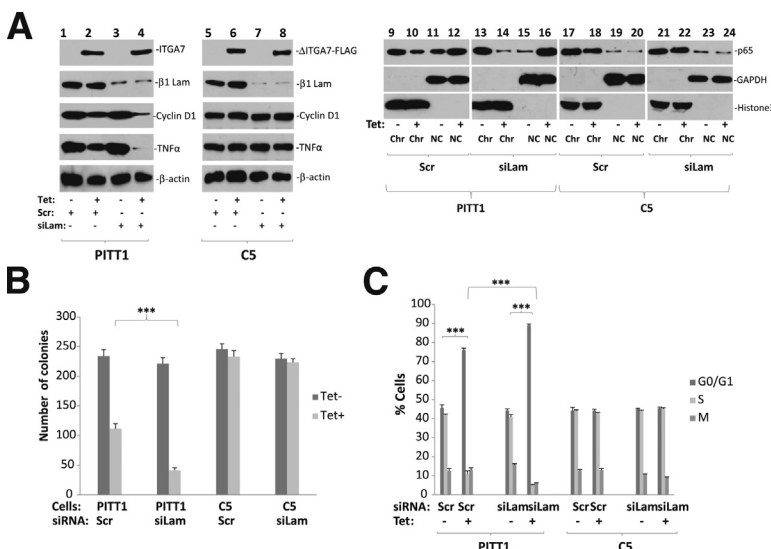 A
1 2 3 4 5 6 7 8
-ITGA7
-β1 Lam
-Cyclin D1
-TNFα
-β-actin
-ΔITGA7-FLAG
-β1 Lam
-Cyclin D1
-TNFα
-β-actin
Tet: - + - + - + - +
Scr: + + - - + + - -
siLam: - - + + - - + +
PITT1 C5
9 10 11 12 13 14 15 16 17 18 19 20 21 22 23 24
-p65
-GAPDH
-Histone3
Tet: - + - + - + - + - + - + - + - +
Chr Chr NC NC Chr Chr NC NC Chr Chr NC NC Chr Chr NC NC
Scr siLam Scr siLam
PITT1 C5
B
Number of colonies
300
250
200
150
100
50
0
***
Tet-
Tet+
Cells: PITT1 PITT1 C5 C5
siRNA: Scr siLam Scr siLam
C
% Cells
100
90
80
70
60
50
40
30
20
10
0
***
*** ***
G0/G1
S
M
siRNA: Scr Scr siLam siLam Scr Scr siLam siLam
Tet: - + - + - + - +
PITT1 C5